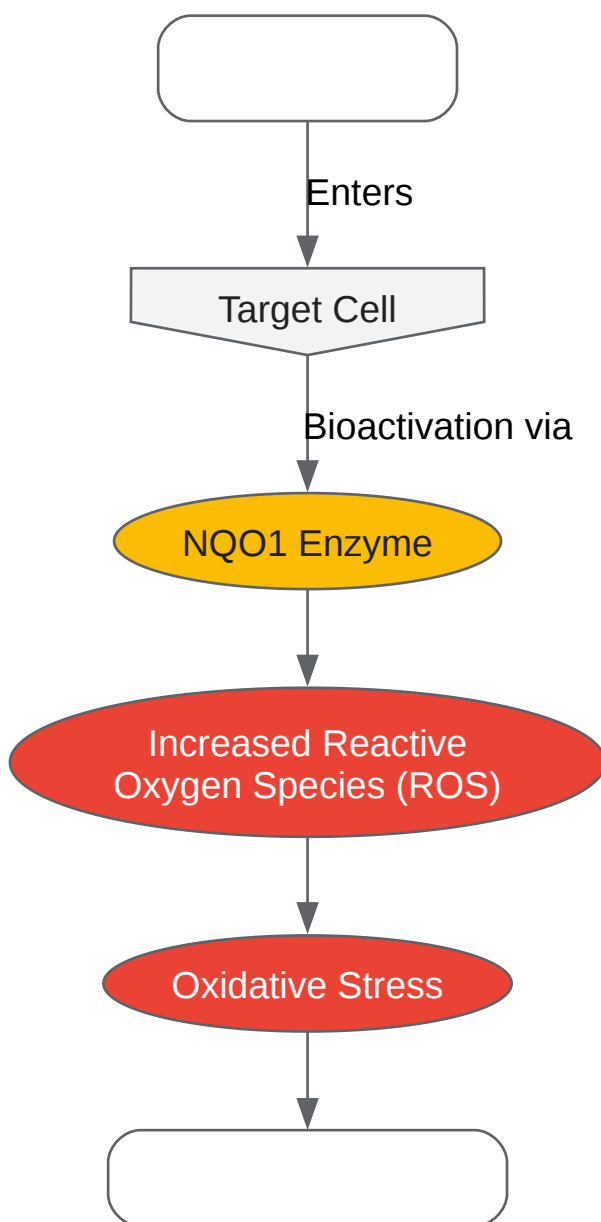 Enters
Target Cell
Bioactivation via
NQO1 Enzyme
Increased Reactive
Oxygen Species (ROS)
Oxidative Stress